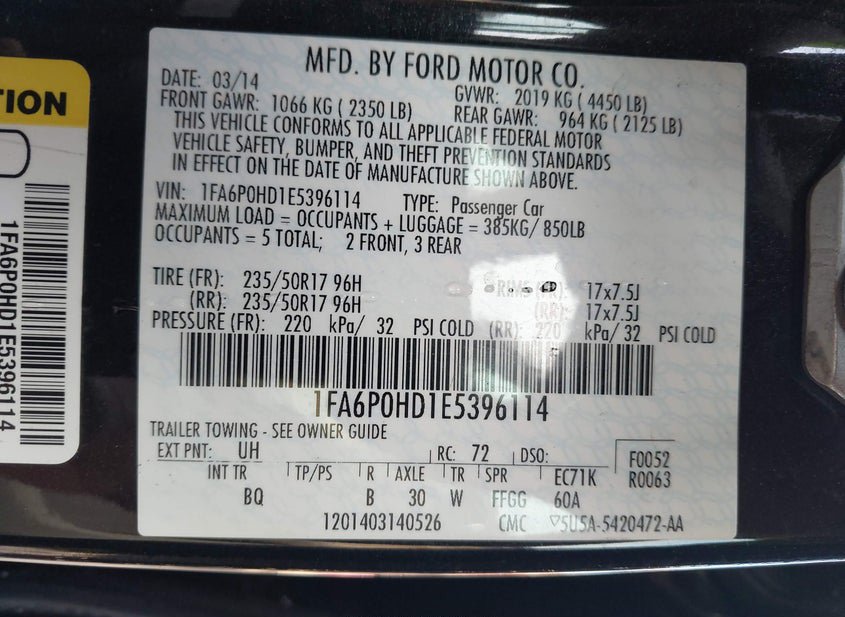 TION
1FA6P0HD1E5396114
MFD. BY FORD MOTOR CO.
DATE: 03/14 GVWR: 2019 KG ( 4450 LB)
FRONT GAWR: 1066 KG ( 2350 LB) REAR GAWR: 964 KG ( 2125 LB)
THIS VEHICLE CONFORMS TO ALL APPLICABLE FEDERAL MOTOR
VEHICLE SAFETY, BUMPER, AND THEFT PREVENTION STANDARDS
IN EFFECT ON THE DATE OF MANUFACTURE SHOWN ABOVE.
VIN: 1FA6P0HD1E5396114 TYPE: Passenger Car
MAXIMUM LOAD = OCCUPANTS + LUGGAGE = 385KG/ 850LB
OCCUPANTS = 5 TOTAL; 2 FRONT, 3 REAR
TIRE (FR): 235/50R17 96H RIMS (FR): 17x7.5J
(RR): 235/50R17 96H (RR): 17x7.5J
PRESSURE (FR): 220 kPa/ 32 PSI COLD (RR): 220 kPa/ 32 PSI COLD
1FA6P0HD1E5396114
TRAILER TOWING - SEE OWNER GUIDE
EXT PNT: UH RC: 72 DSO: F0052
INT TR TP/PS R AXLE TR SPR EC71K R0063
BQ B 30 W FFGG 60A
1201403140526 CMC ▽5U5A-5420472-AA